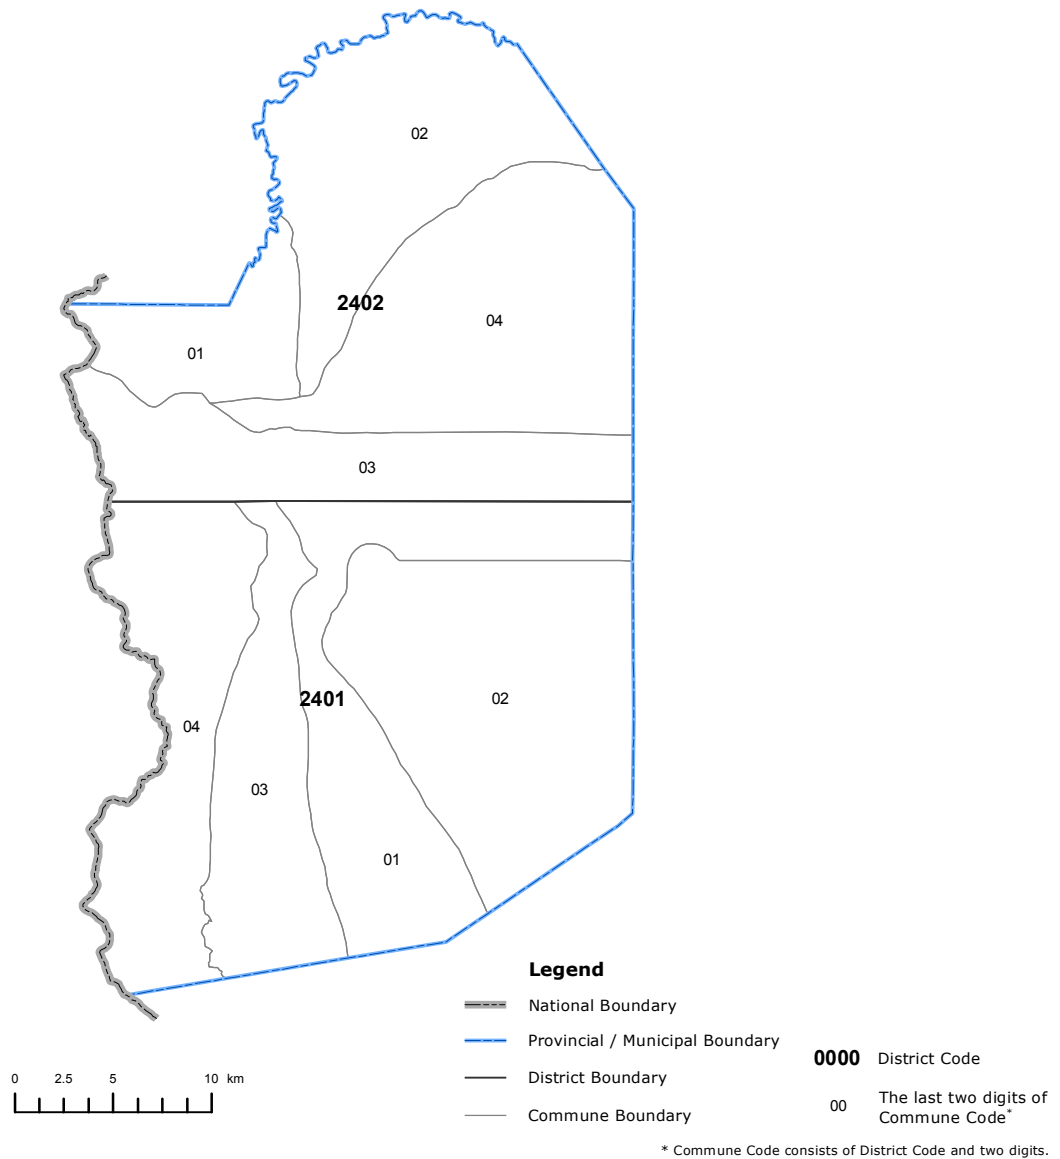 02
2402
04
01
03
2401
02
04
03
01
Legend
National Boundary
Provincial / Municipal Boundary
District Boundary
Commune Boundary
0000 District Code
00 The last two digits of
Commune Code*
0 2.5 5 10 km
* Commune Code consists of District Code and two digits.